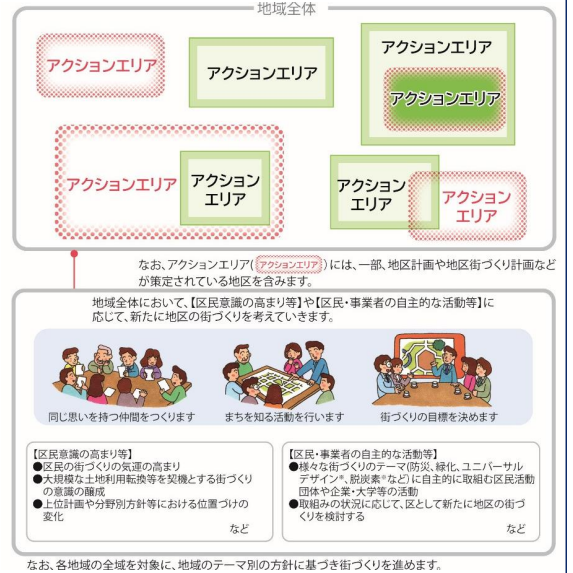 地域全体
アクションエリア
アクションエリア
アクションエリア
アクションエリア
アクションエリア
アクション
エリア
アクション
エリア
アクション
エリア
なお、アクションエリア(アクションエリア)には、一部、地区計画や地区街づくり計画など
が策定されている地区を含みます。
地域全体において、【区民意識の高まり等】や【区民・事業者の自主的な活動等】に
応じて、新たに地区の街づくりを考えていきます。
同じ思いを持つ仲間をつくります
まちを知る活動を行います
街づくりの目標を決めます
【区民意識の高まり等】
●区民の街づくりの気運の高まり
●大規模な土地利用転換等を契機とする街づくり
の意識の醸成
●上位計画や分野別方針等における位置づけの
変化
など
【区民・事業者の自主的な活動等】
●様々な街づくりのテーマ(防災、緑化、ユニバーサル
デザイン*、脱炭素*など)に自主的に取組む区民活動
団体や企業・大学等の活動
●取組みの状況に応じて、区として新たに地区の街づ
くりを検討する
など
なお、各地域の全域を対象に、地域のテーマ別の方針に基づき街づくりを進めます。